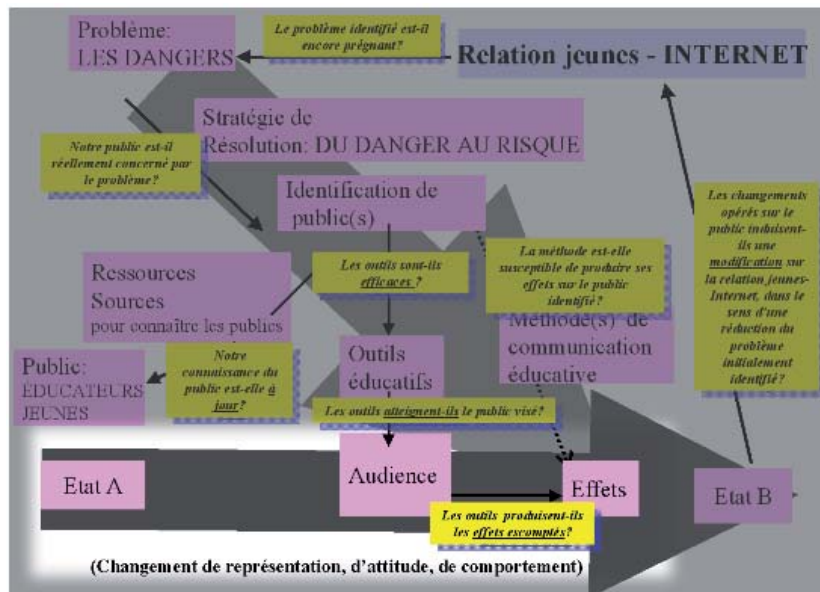 Problème:
LES DANGERS
Le problème identifié est-il
encore prégnant?
Relation jeunes - INTERNET
Stratégie de
Résolution: DU DANGER AU RISQUE
Notre public est-il
réellement concerné par
le problème?
Identification de
public(s)
Les changements
opérés sur le
public induisent-
ils une
modification sur
la relation jeunes-
Internet, dans le
sens d'une
réduction du
problème
initialement
identifié?
La méthode est-elle
susceptible de produire ses
effets sur le public
identifié?
Les outils sont-ils
efficaces ?
Ressources
Sources
pour connaître les publics
Méthode(s) de
communication
éducative
Public:
ÉDUCATEURS
JEUNES
Notre
connaissance du
public est-elle à
jour?
Outils
éducatifs
Les outils atteignent-ils le public visé?
Etat A
Audience
Effets
Etat B
Les outils produisent-ils
les effets escomptés?
(Changement de représentation, d'attitude, de comportement)